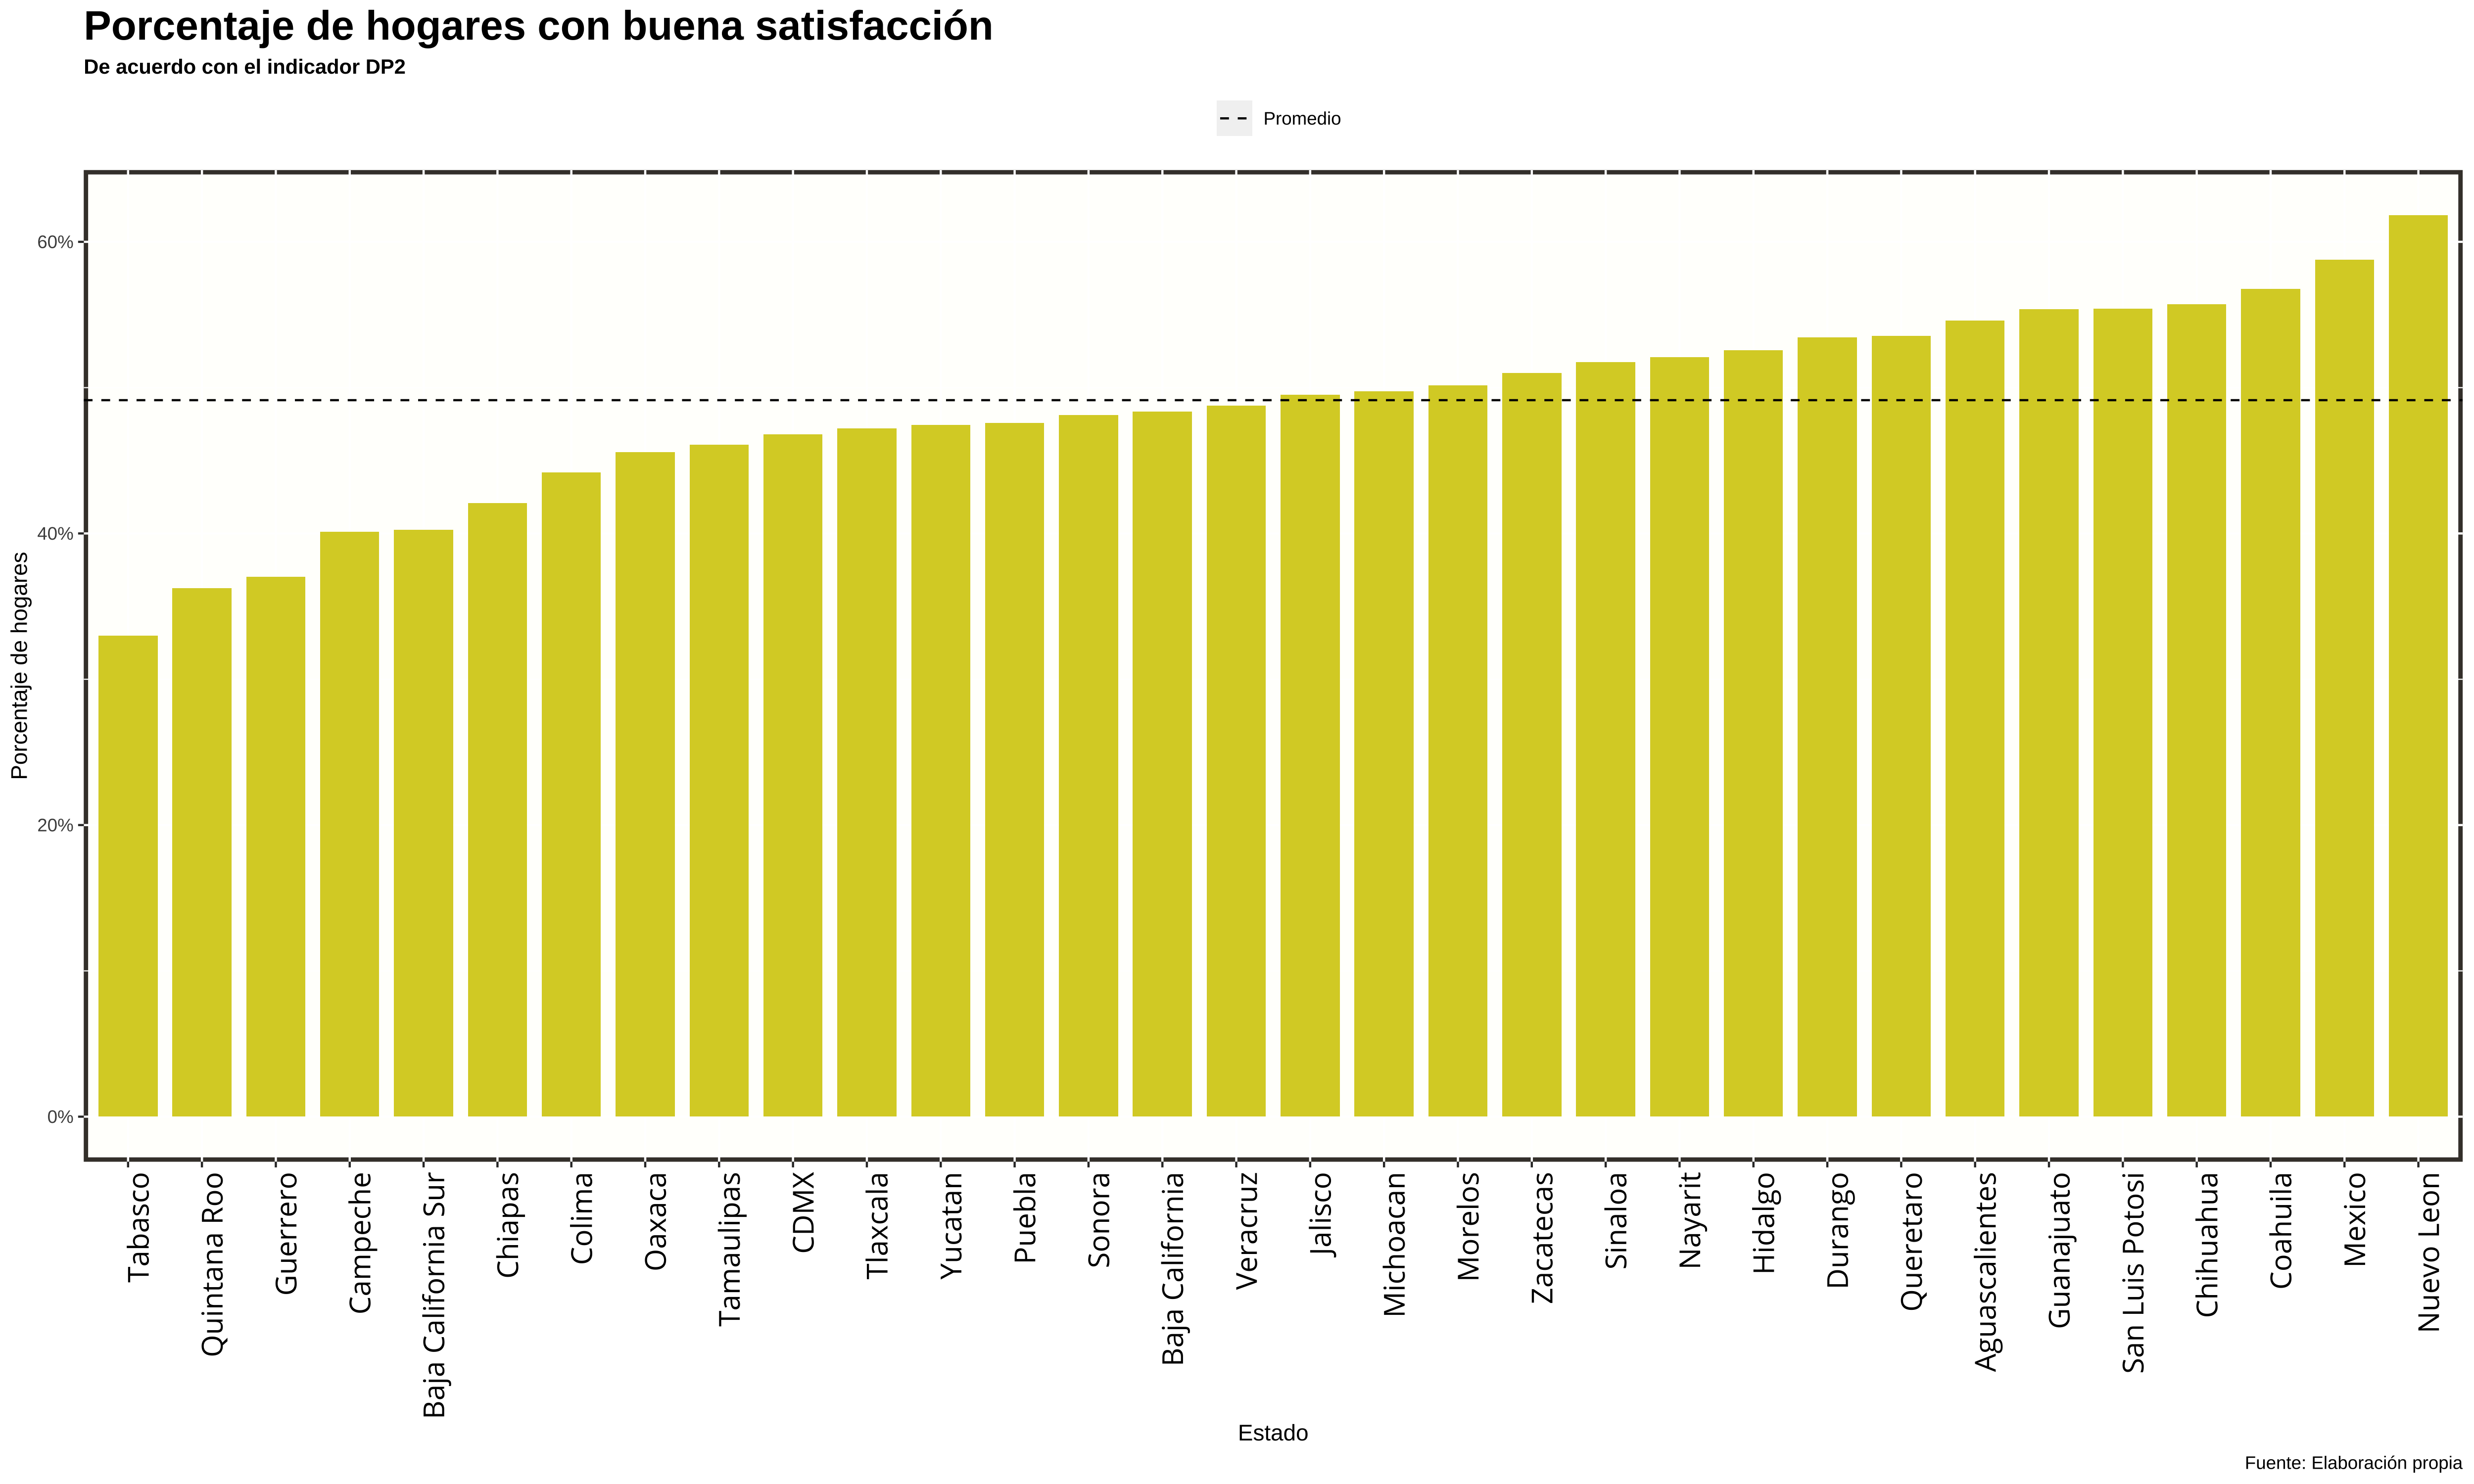 Porcentaje de hogares con buena satisfacción
De acuerdo con el indicador DP2
Promedio
Porcentaje de hogares
60%
40%
20%
0%
Tabasco
Quintana Roo
Guerrero
Campeche
Baja California Sur
Chiapas
Colima
Oaxaca
Tamaulipas
CDMX
Tlaxcala
Yucatan
Puebla
Sonora
Baja California
Veracruz
Jalisco
Michoacan
Morelos
Zacatecas
Sinaloa
Nayarit
Hidalgo
Durango
Queretaro
Aguascalientes
Guanajuato
San Luis Potosi
Chihuahua
Coahuila
Mexico
Nuevo Leon
Estado
Fuente: Elaboración propia